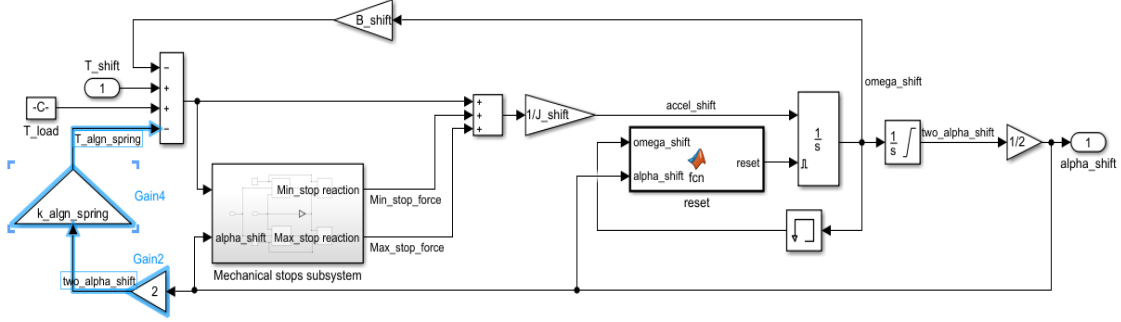 B_shift
T_shift
1
-C-
T_load
T_algn_spring
−
+
+
−
+
+
+
1/J_shift
accel_shift
omega_shift
omega_shift
alpha_shift
fcn
reset
reset
1
s
1
s
two_alpha_shift
1/2
1
alpha_shift
Gain4
k_algn_spring
Min_stop reaction
Min_stop_force
alpha_shift
Max_stop reaction
Max_stop_force
Mechanical stops subsystem
Gain2
two_alpha_shift
2